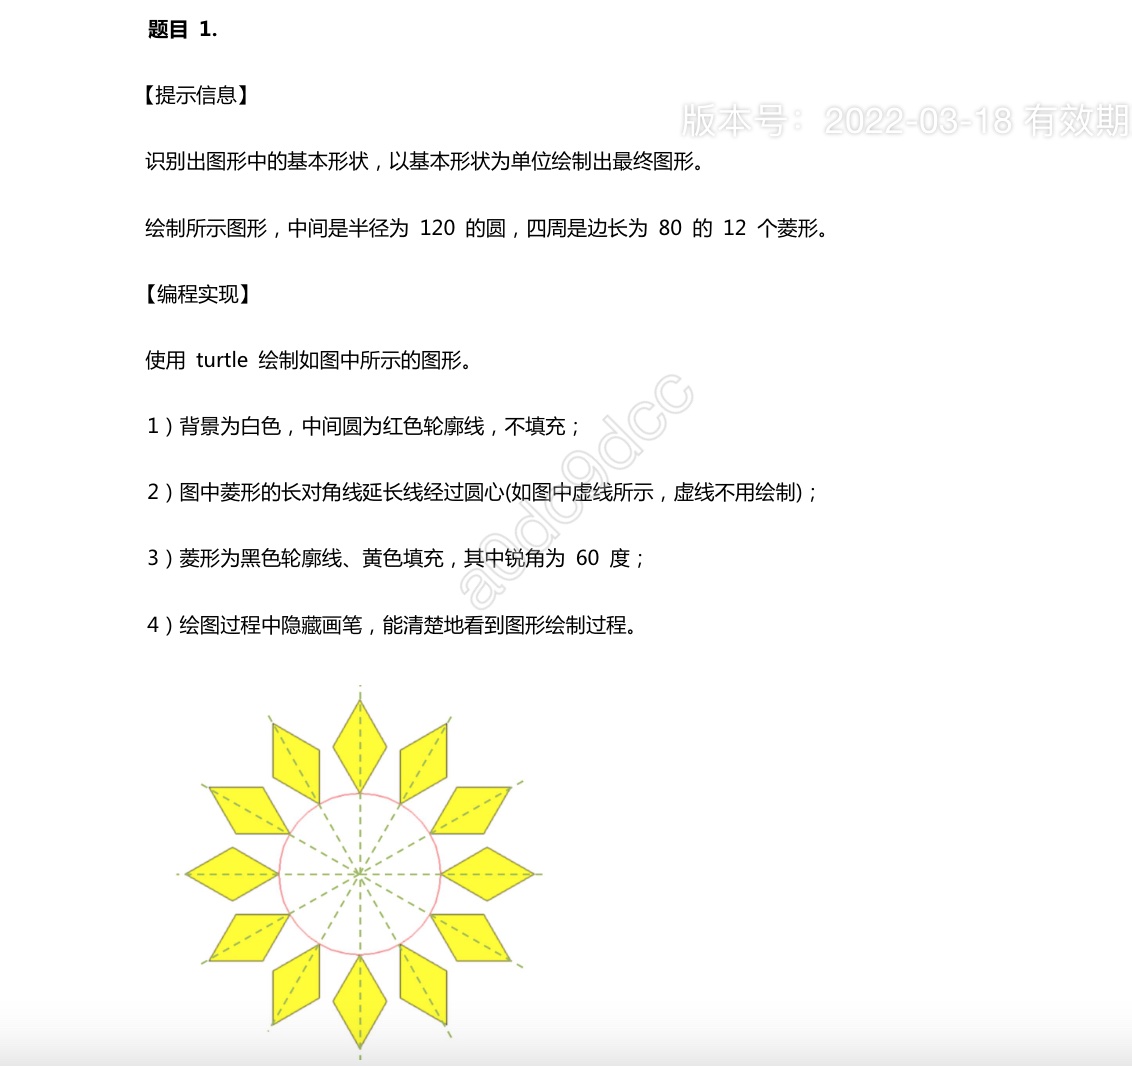 题目 1.
【提示信息】
版本号：2022-03-18 有效期
识别出图形中的基本形状，以基本形状为单位绘制出最终图形。
绘制所示图形，中间是半径为 120 的圆，四周是边长为 80 的 12 个菱形。
【编程实现】
使用 turtle 绘制如图中所示的图形。
1）背景为白色，中间圆为红色轮廓线，不填充；
2）图中菱形的长对角线延长线经过圆心(如图中虚线所示，虚线不用绘制)；
3）菱形为黑色轮廓线、黄色填充，其中锐角为 60 度；
4）绘图过程中隐藏画笔，能清楚地看到图形绘制过程。
a0dc9dcc